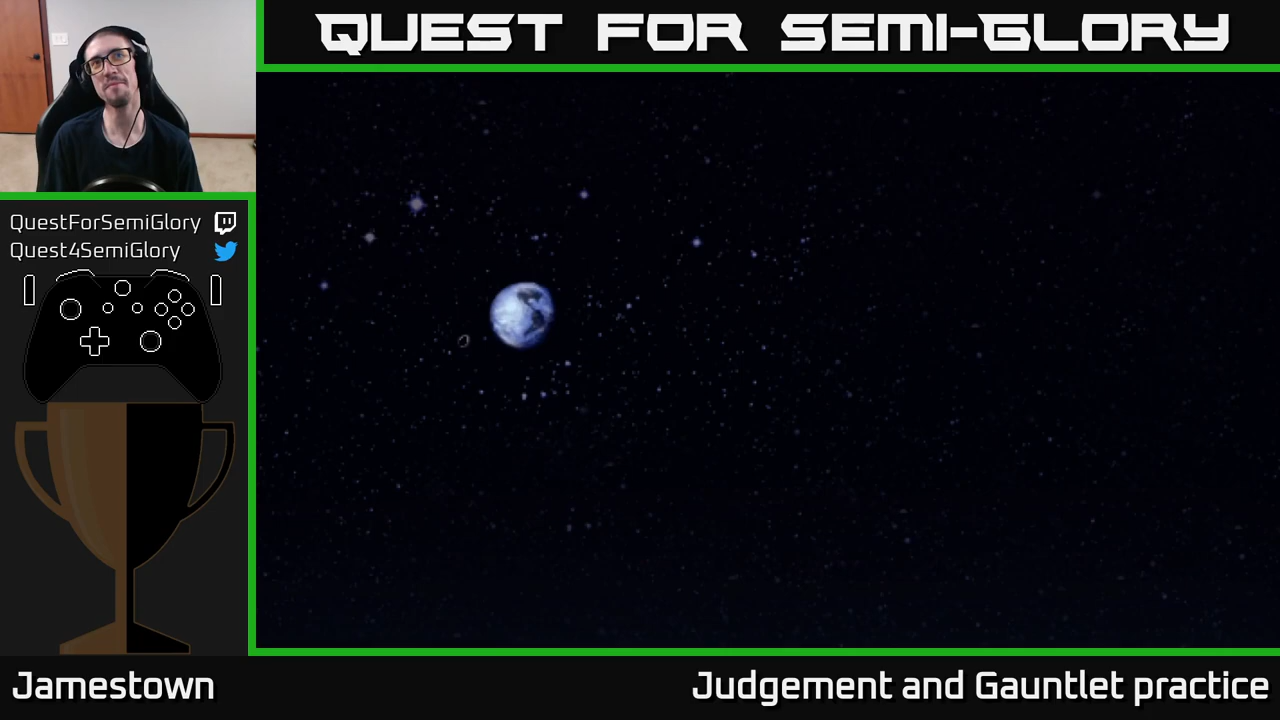 QUEST FOR SEMI-GLORY
QuestForSemiGlory
Quest4SemiGlory
Jamestown
Judgement and Gauntlet practice